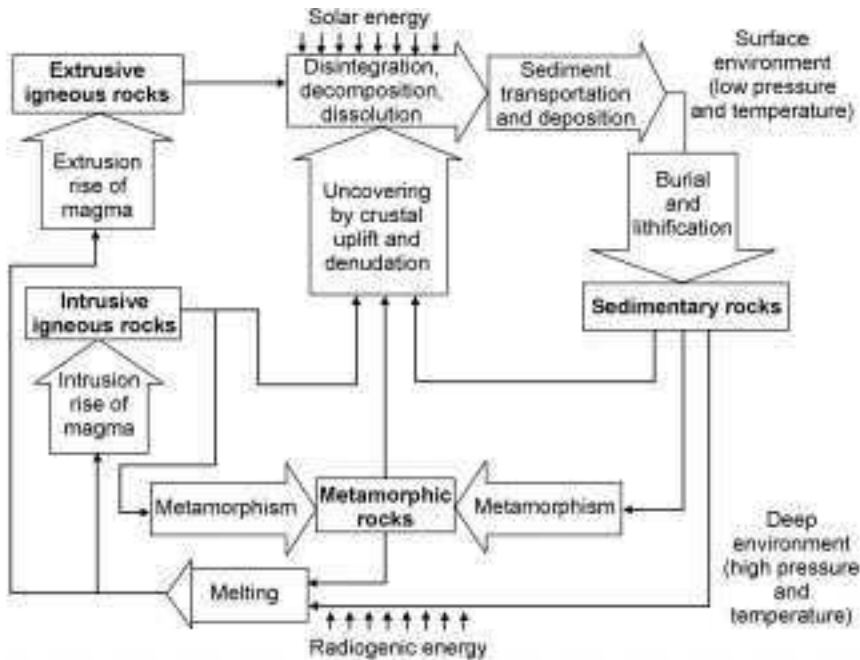 Solar energy
Extrusive
igneous rocks
Disintegration,
decomposition,
dissolution
Sediment
transportation
and deposition
Surface
environment
(low pressure
and temperature)
Extrusion
rise of
magma
Uncovering
by crustal
uplift and
denudation
Burial
and
lithification
Intrusive
igneous rocks
Sedimentary rocks
Intrusion
rise of
magma
Metamorphism
Metamorphic
rocks
Metamorphism
Deep
environment
(high pressure
and
temperature)
Melting
Radiogenic energy